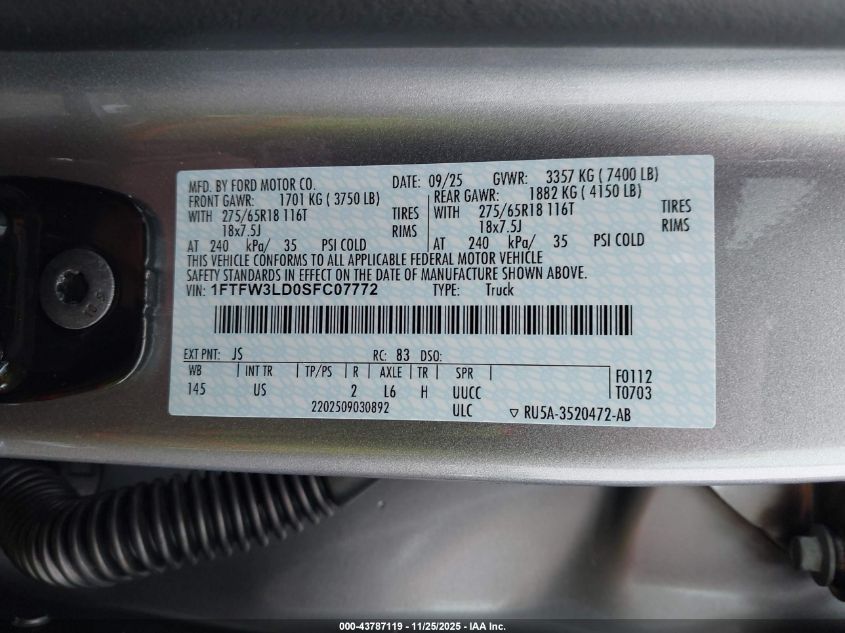 MFD. BY FORD MOTOR CO. DATE: 09/25 GVWR: 3357 KG ( 7400 LB)
FRONT GAWR: 1701 KG ( 3750 LB) REAR GAWR: 1882 KG ( 4150 LB)
WITH 275/65R18 116T TIRES WITH 275/65R18 116T TIRES
18x7.5J RIMS 18x7.5J RIMS
AT 240 kPa/ 35 PSI COLD AT 240 kPa/ 35 PSI COLD
THIS VEHICLE CONFORMS TO ALL APPLICABLE FEDERAL MOTOR VEHICLE
SAFETY STANDARDS IN EFFECT ON THE DATE OF MANUFACTURE SHOWN ABOVE.
VIN: 1FTFW3LD0SFC07772 TYPE: Truck
EXT PNT: JS RC: 83 DSO:
WB INT TR TP/PS R AXLE TR SPR F0112
145 US 2 L6 H UUCC T0703
2202509030892 ULC ▽ RU5A-3520472-AB
000-43787119 - 11/25/2025 - IAA Inc.